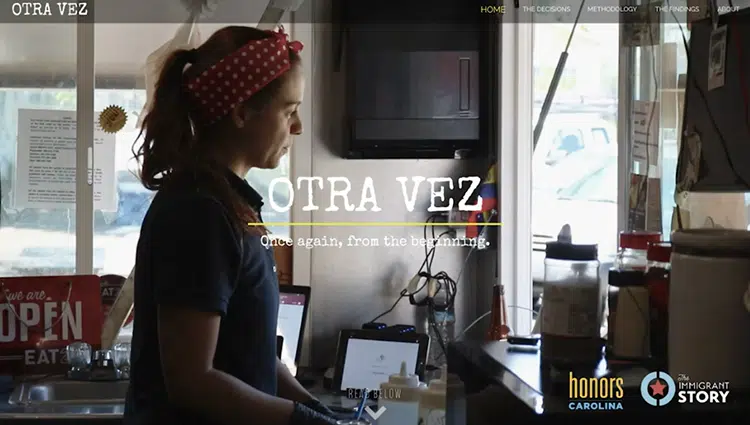 OTRA VEZ
HOME THE DECISIONS METHODOLOGY THE FINDINGS ABOUT
OTRA VEZ
Once again, from the beginning.
we are
OPEN
EAT
READ BELOW
honors
CAROLINA
the
IMMIGRANT
STORY